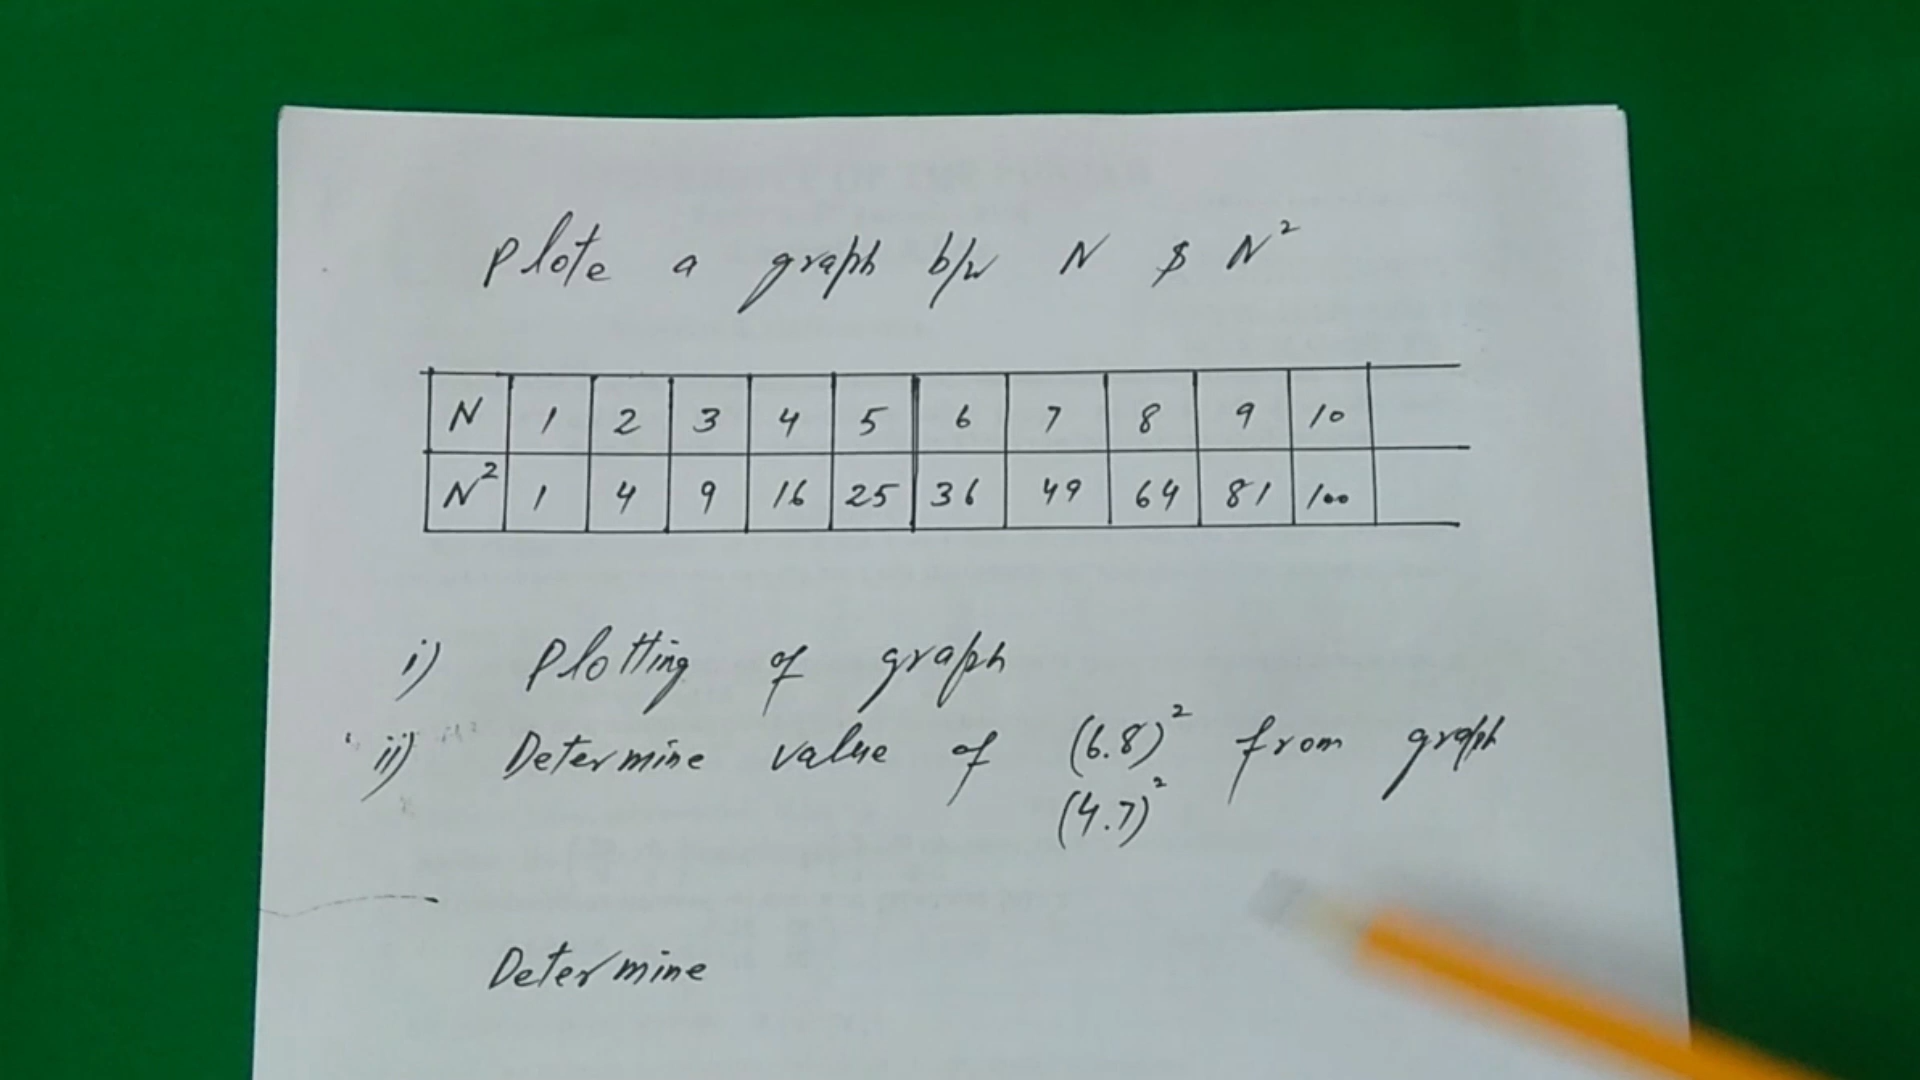 Plote a graph b/w N & N²
N 1 2 3 4 5 6 7 8 9 10
N² 1 4 9 16 25 36 49 64 81 100
i) Plotting of graph
ii) Determine value of (6.8)² from graph
(4.7)²
Determine